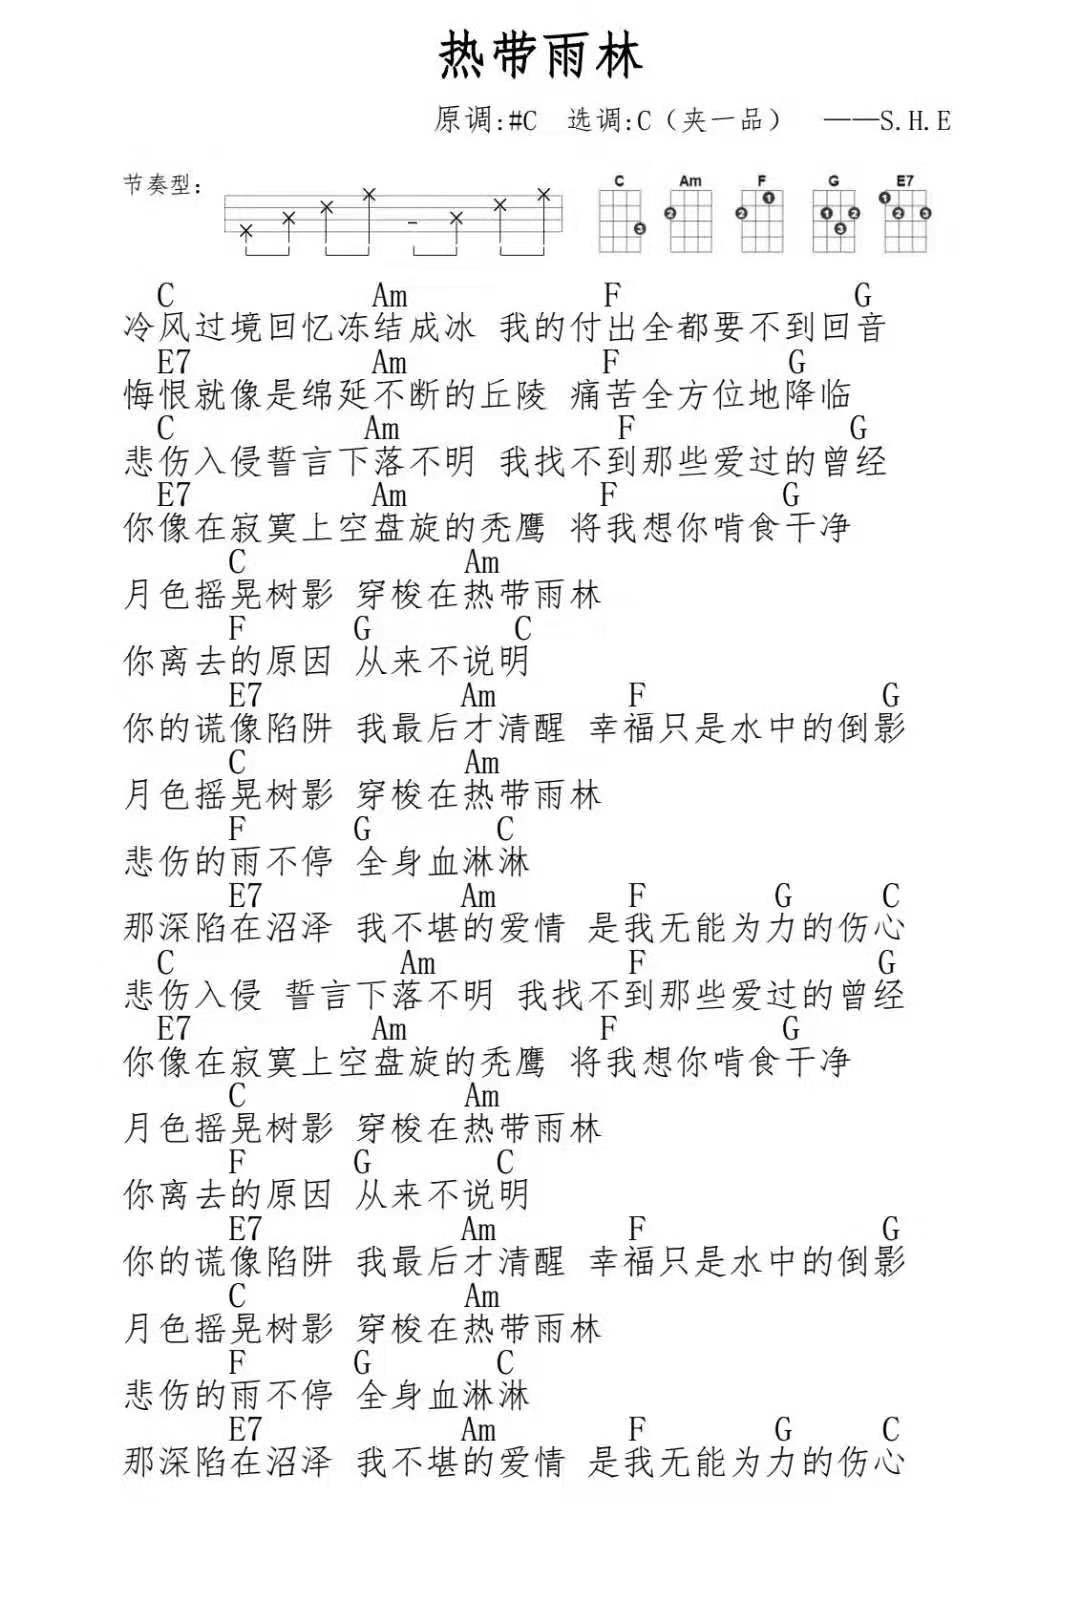 热带雨林
原调:#C 选调:C（夹一品） ——S.H.E
节奏型: C Am F G E7
C Am F G
冷风过境回忆冻结成冰 我的付出全都要不到回音
E7 Am F G
悔恨就像是绵延不断的丘陵 痛苦全方位地降临
C Am F G
悲伤入侵誓言下落不明 我找不到那些爱过的曾经
E7 Am F G
你像在寂寞上空盘旋的秃鹰 将我想你啃食干净
C Am
月色摇晃树影 穿梭在热带雨林
F G C
你离去的原因 从来不说明
E7 Am F G
你的谎像陷阱 我最后才清醒 幸福只是水中的倒影
C Am
月色摇晃树影 穿梭在热带雨林
F G C
悲伤的雨不停 全身血淋淋
E7 Am F G C
那深陷在沼泽 我不堪的爱情 是我无能为力的伤心
C Am F G
悲伤入侵 誓言下落不明 我找不到那些爱过的曾经
E7 Am F G
你像在寂寞上空盘旋的秃鹰 将我想你啃食干净
C Am
月色摇晃树影 穿梭在热带雨林
F G C
你离去的原因 从来不说明
E7 Am F G
你的谎像陷阱 我最后才清醒 幸福只是水中的倒影
C Am
月色摇晃树影 穿梭在热带雨林
F G C
悲伤的雨不停 全身血淋淋
E7 Am F G C
那深陷在沼泽 我不堪的爱情 是我无能为力的伤心